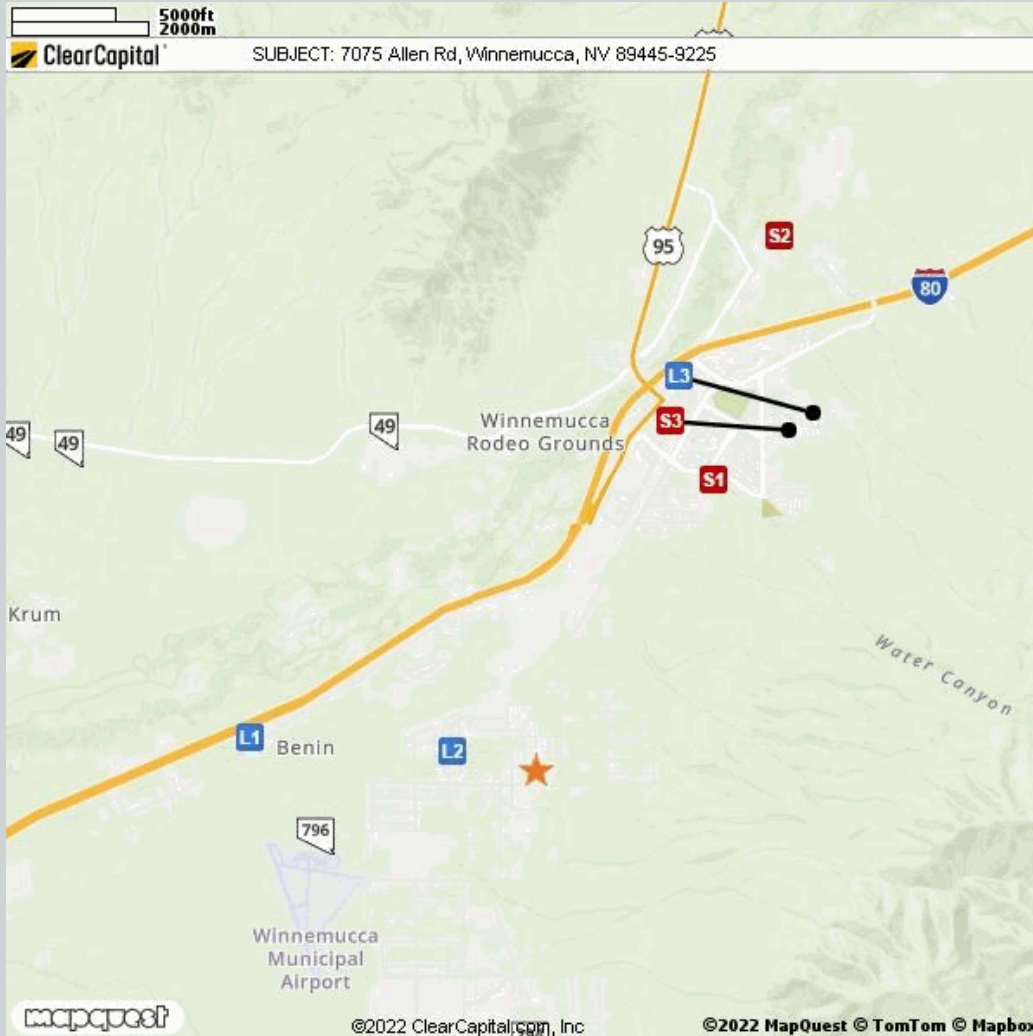 5000ft
2000m
ClearCapital
SUBJECT: 7075 Allen Rd, Winnemucca, NV 89445-9225
S2
95
80
L3
49
49
49
Winnemucca
Rodeo Grounds
S3
S1
Krum
Water Canyon
L1
Benin
L2
796
Winnemucca
Municipal
Airport
mapquest
©2022 ClearCapital.com, Inc
©2022 MapQuest © TomTom © Mapbox